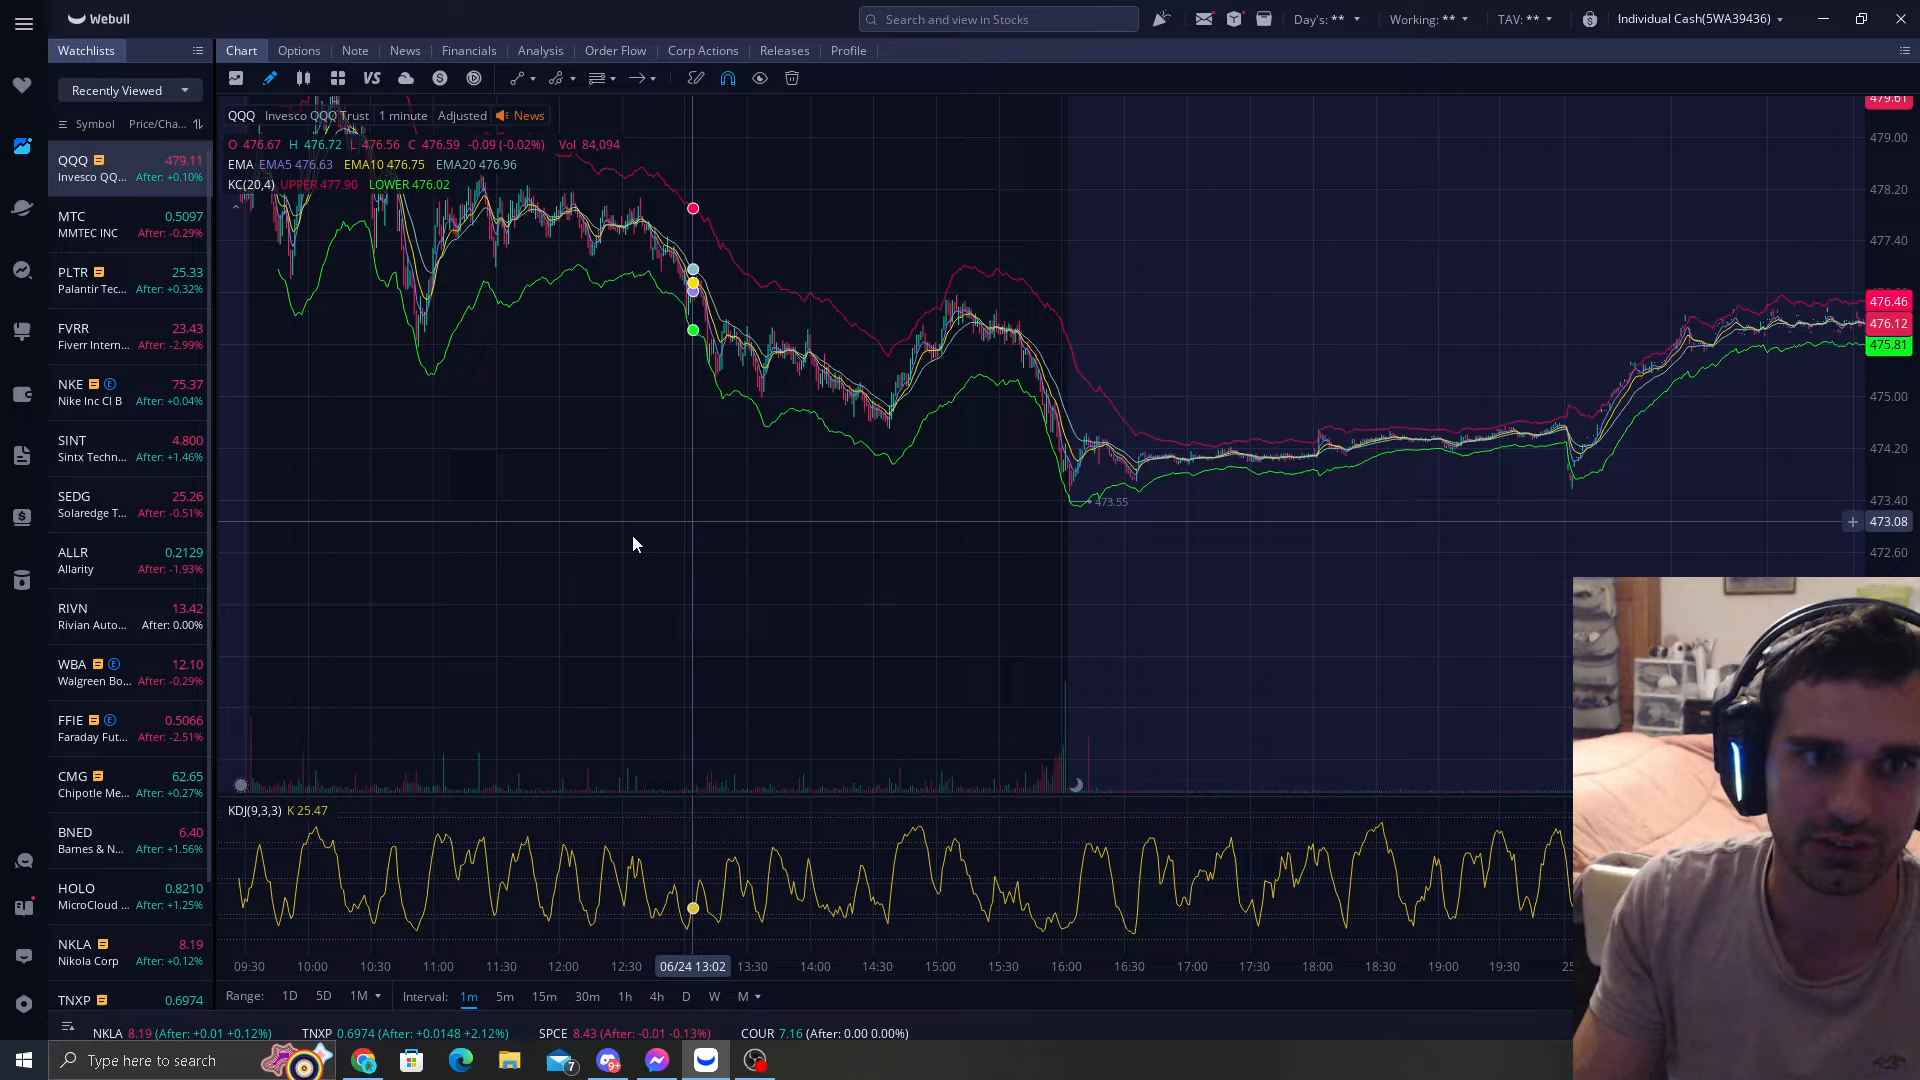 Webull
Search and view in Stocks
Day's: **
Working: **
TAV: **
Individual Cash(5WA39436)
Watchlists
Chart
Options
Note
News
Financials
Analysis
Order Flow
Corp Actions
Releases
Profile
VS
Recently Viewed
Symbol Price/Cha...
QQQ 479.11
Invesco QQ... After: +0.10%
MTC 0.5097
MMTEC INC After: -0.29%
PLTR 25.33
Palantir Tec... After: +0.32%
FVRR 23.43
Fiverr Intern... After: -2.99%
NKE E 75.37
Nike Inc Cl B After: +0.04%
SINT 4.800
Sintx Techn... After: +1.46%
SEDG 25.26
Solaredge T... After: -0.51%
ALLR 0.2129
Allarity After: -1.93%
RIVN 13.42
Rivian Auto... After: 0.00%
WBA E 12.10
Walgreen Bo... After: -0.29%
FFIE E 0.5066
Faraday Fut... After: -2.51%
CMG 62.65
Chipotle Me... After: +0.27%
BNED 6.40
Barnes & N... After: +1.56%
HOLO 0.8210
MicroCloud ... After: +1.25%
NKLA 8.19
Nikola Corp After: +0.12%
TNXP 0.6974
QQQ Invesco QQQ Trust 1 minute Adjusted News
O 476.67 H 476.72 L 476.56 C 476.59 -0.09 (-0.02%) Vol 84,094
EMA EMA5 476.63 EMA10 476.75 EMA20 476.96
KC(20,4) UPPER 477.90 LOWER 476.02
479.61
479.00
478.20
477.40
476.46
476.12
475.81
475.00
474.20
473.40
473.08
472.60
473.55
KDJ(9,3,3) K 25.47
09:30 10:00 10:30 11:00 11:30 12:00 12:30 06/24 13:02 13:30 14:00 14:30 15:00 15:30 16:00 16:30 17:00 17:30 18:00 18:30 19:00 19:30
Range: 1D 5D 1M Interval: 1m 5m 15m 30m 1h 4h D W M
NKLA 8.19 (After: +0.01 +0.12%) TNXP 0.6974 (After: +0.0148 +2.12%) SPCE 8.43 (After: -0.01 -0.13%) COUR 7.16 (After: 0.00 0.00%)
Type here to search
7
9+